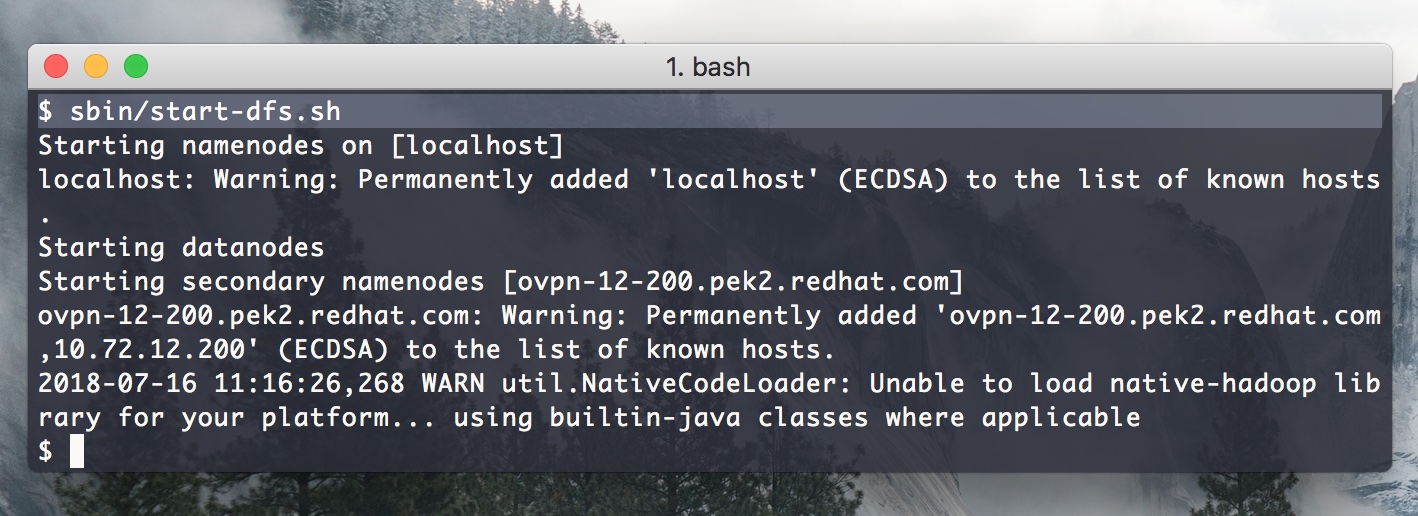 1. bash
$ sbin/start-dfs.sh
Starting namenodes on [localhost]
localhost: Warning: Permanently added 'localhost' (ECDSA) to the list of known hosts
.
Starting datanodes
Starting secondary namenodes [ovpn-12-200.pek2.redhat.com]
ovpn-12-200.pek2.redhat.com: Warning: Permanently added 'ovpn-12-200.pek2.redhat.com
,10.72.12.200' (ECDSA) to the list of known hosts.
2018-07-16 11:16:26,268 WARN util.NativeCodeLoader: Unable to load native-hadoop lib
rary for your platform... using builtin-java classes where applicable
$